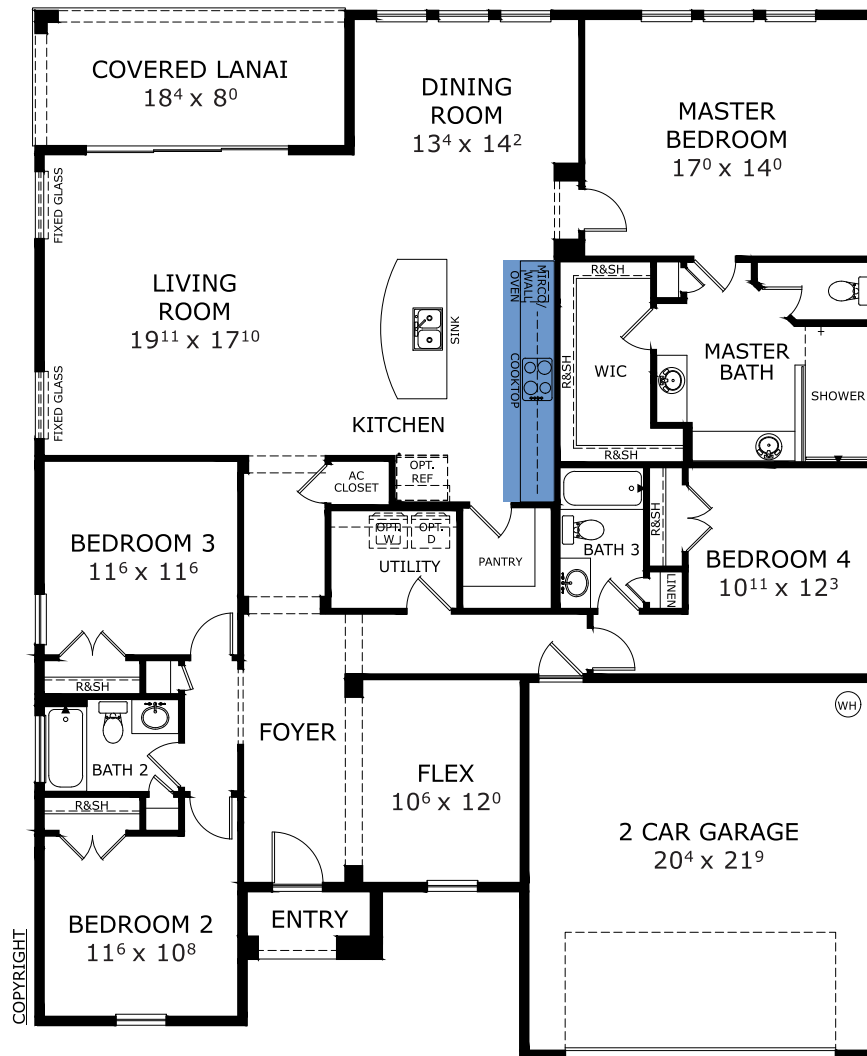 COVERED LANAI
18⁴ x 8⁰
DINING
ROOM
13⁴ x 14²
MASTER
BEDROOM
17⁰ x 14⁰
FIXED GLASS
LIVING
ROOM
19¹¹ x 17¹⁰
SINK
MIRCO/
WALL
OVEN
COOKTOP
R&SH
R&SH
WIC
R&SH
MASTER
BATH
SHOWER
FIXED GLASS
KITCHEN
AC
CLOSET
OPT.
REF
BEDROOM 3
11⁶ x 11⁶
OPT.
W
OPT.
D
UTILITY
PANTRY
BATH 3
R&SH
LINEN
BEDROOM 4
10¹¹ x 12³
R&SH
BATH 2
R&SH
FOYER
FLEX
10⁶ x 12⁰
WH
2 CAR GARAGE
20⁴ x 21⁹
BEDROOM 2
11⁶ x 10⁸
ENTRY
COPYRIGHT